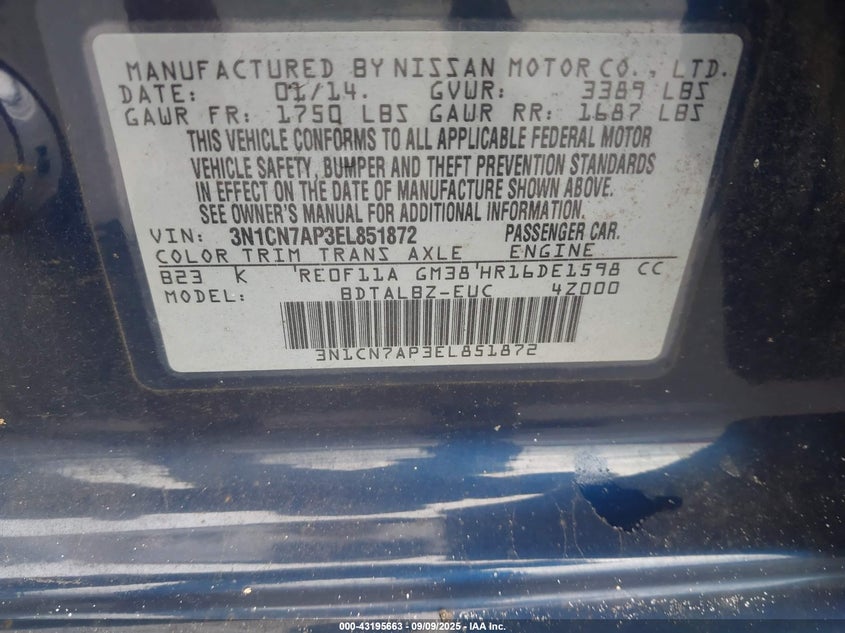 MANUFACTURED BY NISSAN MOTOR CO., LTD.
DATE: 01/14. GVWR: 3389 LBS
GAWR FR: 1750 LBS GAWR RR: 1687 LBS
THIS VEHICLE CONFORMS TO ALL APPLICABLE FEDERAL MOTOR
VEHICLE SAFETY, BUMPER AND THEFT PREVENTION STANDARDS
IN EFFECT ON THE DATE OF MANUFACTURE SHOWN ABOVE.
SEE OWNER'S MANUAL FOR ADDITIONAL INFORMATION.
VIN: 3N1CN7AP3EL851872 PASSENGER CAR.
COLOR TRIM TRANS AXLE ENGINE
B23 K 'RE0F11A GM38'HR16DE1598 CC
MODEL: BDTALBZ-EUC 4Z000
3N1CN7AP3EL851872
000-43195663 - 09/09/2025 - IAA Inc.